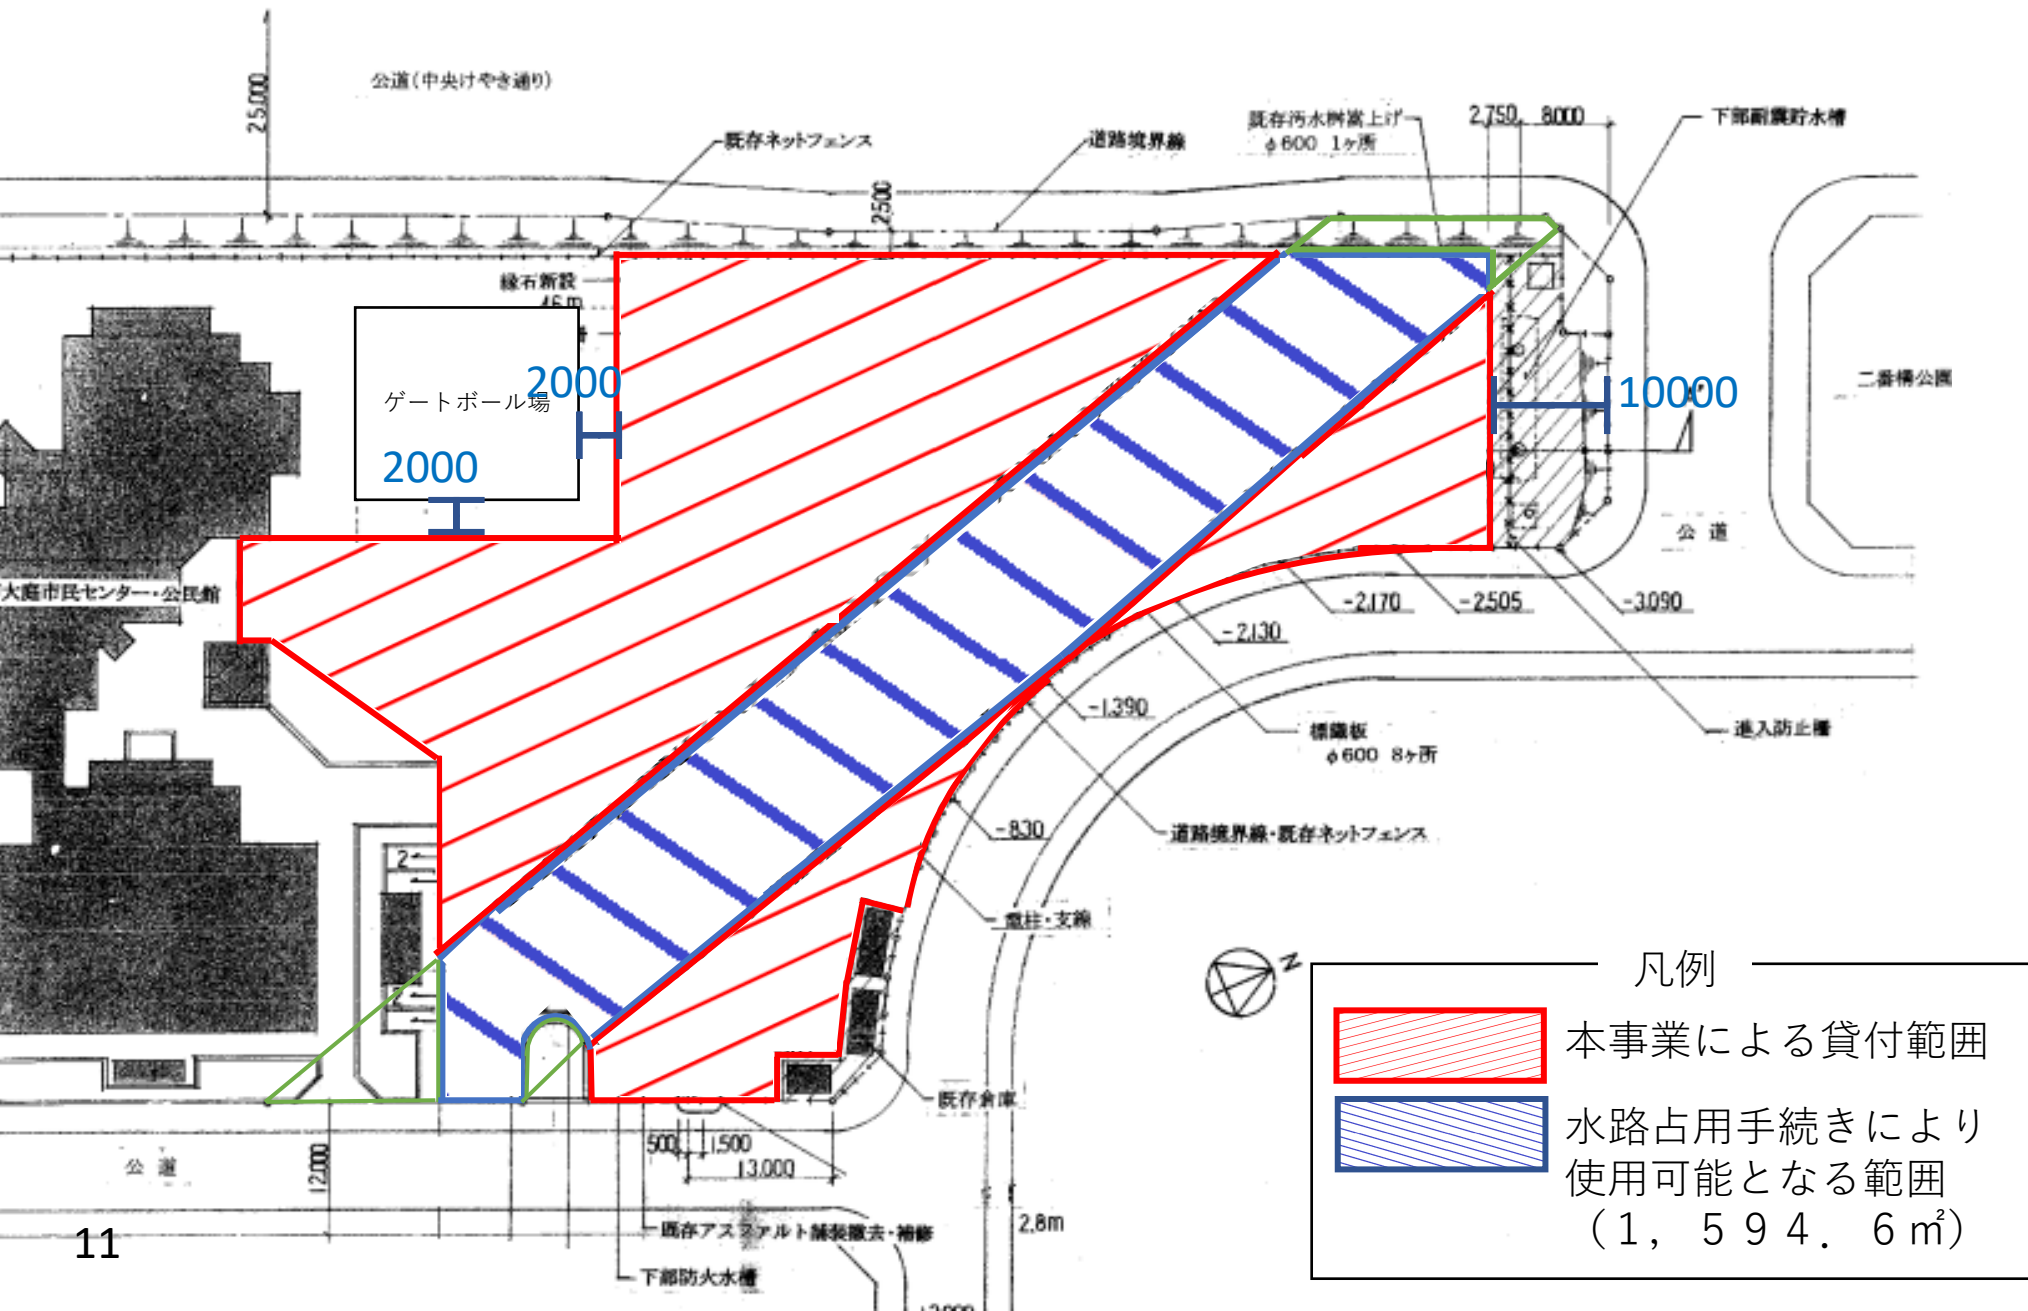 公道(中央けやき通り)
25,000
既存ネットフェンス
道路境界線
既存汚水桝嵩上げ
φ600 1ヶ所
2,750
8,000
下部耐震貯水槽
2,500
縁石新設
46m
ゲートボール場
2000
2000
10000
二番構公園
公道
大庭市民センター・公民館
-2.170
-2.505
-3.090
-2.130
-1.390
標識板
φ600 8ヶ所
進入防止柵
-830
道路境界線・既存ネットフェンス
2
電柱・支線
N
既存倉庫
500
1,500
13,000
公道
12,000
既存アスファルト舗装撤去・補修
2.8m
下部防火水槽
11
凡例
本事業による貸付範囲
水路占用手続きにより
使用可能となる範囲
(1,594.6㎡)